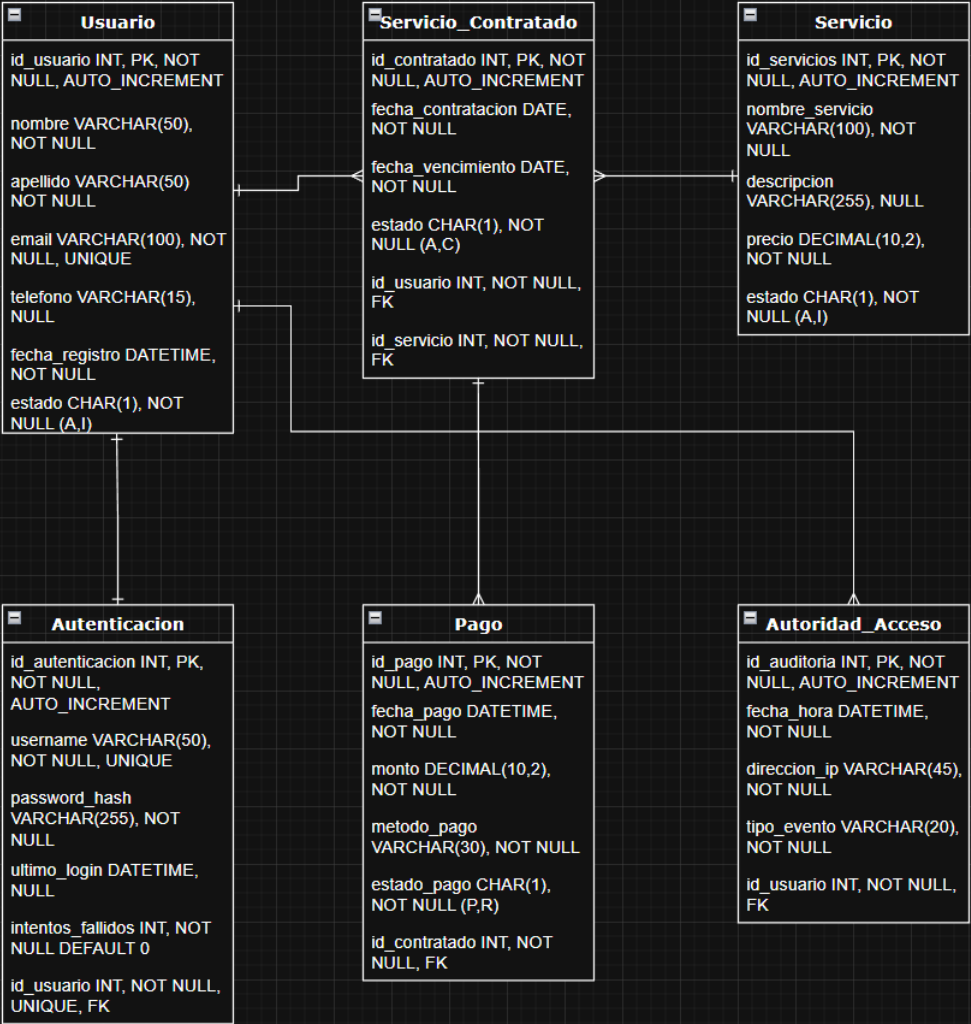 Usuario
id_usuario INT, PK, NOT
NULL, AUTO_INCREMENT
nombre VARCHAR(50),
NOT NULL
apellido VARCHAR(50)
NOT NULL
email VARCHAR(100), NOT
NULL, UNIQUE
telefono VARCHAR(15),
NULL
fecha_registro DATETIME,
NOT NULL
estado CHAR(1), NOT
NULL (A,I)
Servicio_Contratado
id_contratado INT, PK, NOT
NULL, AUTO_INCREMENT
fecha_contratacion DATE,
NOT NULL
fecha_vencimiento DATE,
NOT NULL
estado CHAR(1), NOT
NULL (A,C)
id_usuario INT, NOT NULL,
FK
id_servicio INT, NOT NULL,
FK
Servicio
id_servicios INT, PK, NOT
NULL, AUTO_INCREMENT
nombre_servicio
VARCHAR(100), NOT
NULL
descripcion
VARCHAR(255), NULL
precio DECIMAL(10,2),
NOT NULL
estado CHAR(1), NOT
NULL (A,I)
Autenticacion
id_autenticacion INT, PK,
NOT NULL,
AUTO_INCREMENT
username VARCHAR(50),
NOT NULL, UNIQUE
password_hash
VARCHAR(255), NOT
NULL
ultimo_login DATETIME,
NULL
intentos_fallidos INT, NOT
NULL DEFAULT 0
id_usuario INT, NOT NULL,
UNIQUE, FK
Pago
id_pago INT, PK, NOT
NULL, AUTO_INCREMENT
fecha_pago DATETIME,
NOT NULL
monto DECIMAL(10,2),
NOT NULL
metodo_pago
VARCHAR(30), NOT NULL
estado_pago CHAR(1),
NOT NULL (P,R)
id_contratado INT, NOT
NULL, FK
Autoridad_Acceso
id_auditoria INT, PK, NOT
NULL, AUTO_INCREMENT
fecha_hora DATETIME,
NOT NULL
direccion_ip VARCHAR(45),
NOT NULL
tipo_evento VARCHAR(20),
NOT NULL
id_usuario INT, NOT NULL,
FK